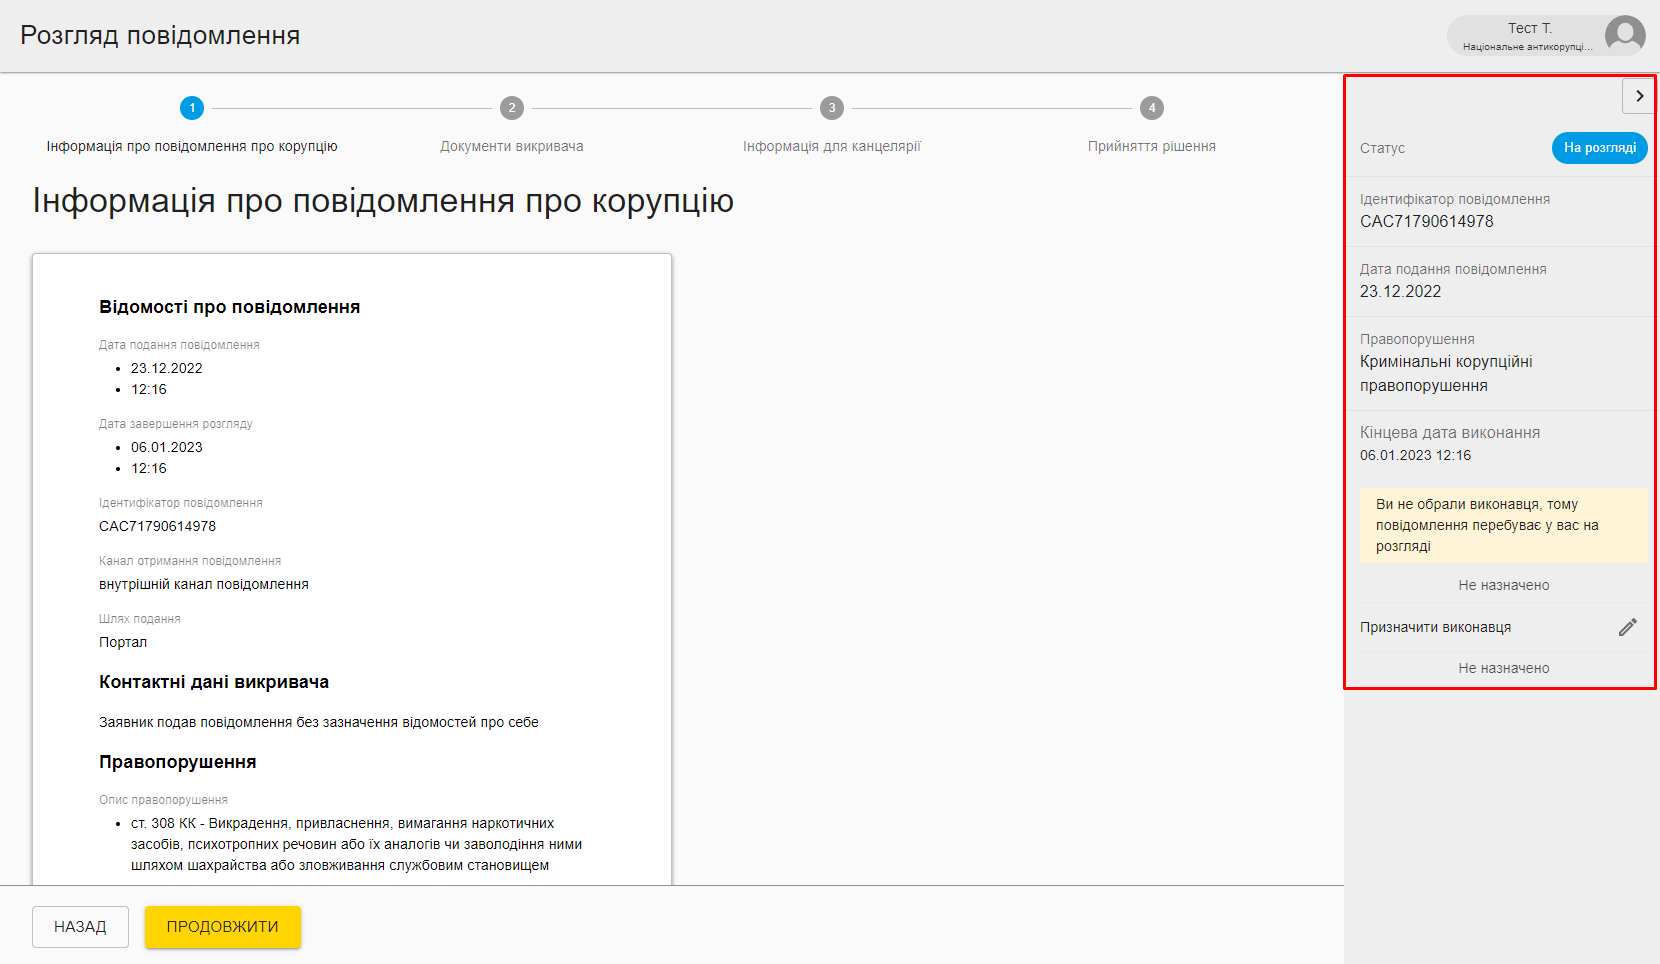 Розгляд повідомлення
Тест Т.
Національне антикорупці...
1
2
3
4
Інформація про повідомлення про корупцію
Документи викривача
Інформація для канцелярії
Прийняття рішення
Інформація про повідомлення про корупцію
Відомості про повідомлення
Дата подання повідомлення
• 23.12.2022
• 12:16
Дата завершення розгляду
• 06.01.2023
• 12:16
Ідентифікатор повідомлення
CAC71790614978
Канал отримання повідомлення
внутрішній канал повідомлення
Шлях подання
Портал
Контактні дані викривача
Заявник подав повідомлення без зазначення відомостей про себе
Правопорушення
Опис правопорушення
• ст. 308 КК - Викрадення, привласнення, вимагання наркотичних
засобів, психотропних речовин або їх аналогів чи заволодіння ними
шляхом шахрайства або зловживання службовим становищем
НАЗАД
ПРОДОВЖИТИ
Статус
На розгляді
Ідентифікатор повідомлення
CAC71790614978
Дата подання повідомлення
23.12.2022
Правопорушення
Кримінальні корупційні
правопорушення
Кінцева дата виконання
06.01.2023 12:16
Ви не обрали виконавця, тому
повідомлення перебуває у вас на
розгляді
Не назначено
Призначити виконавця
Не назначено